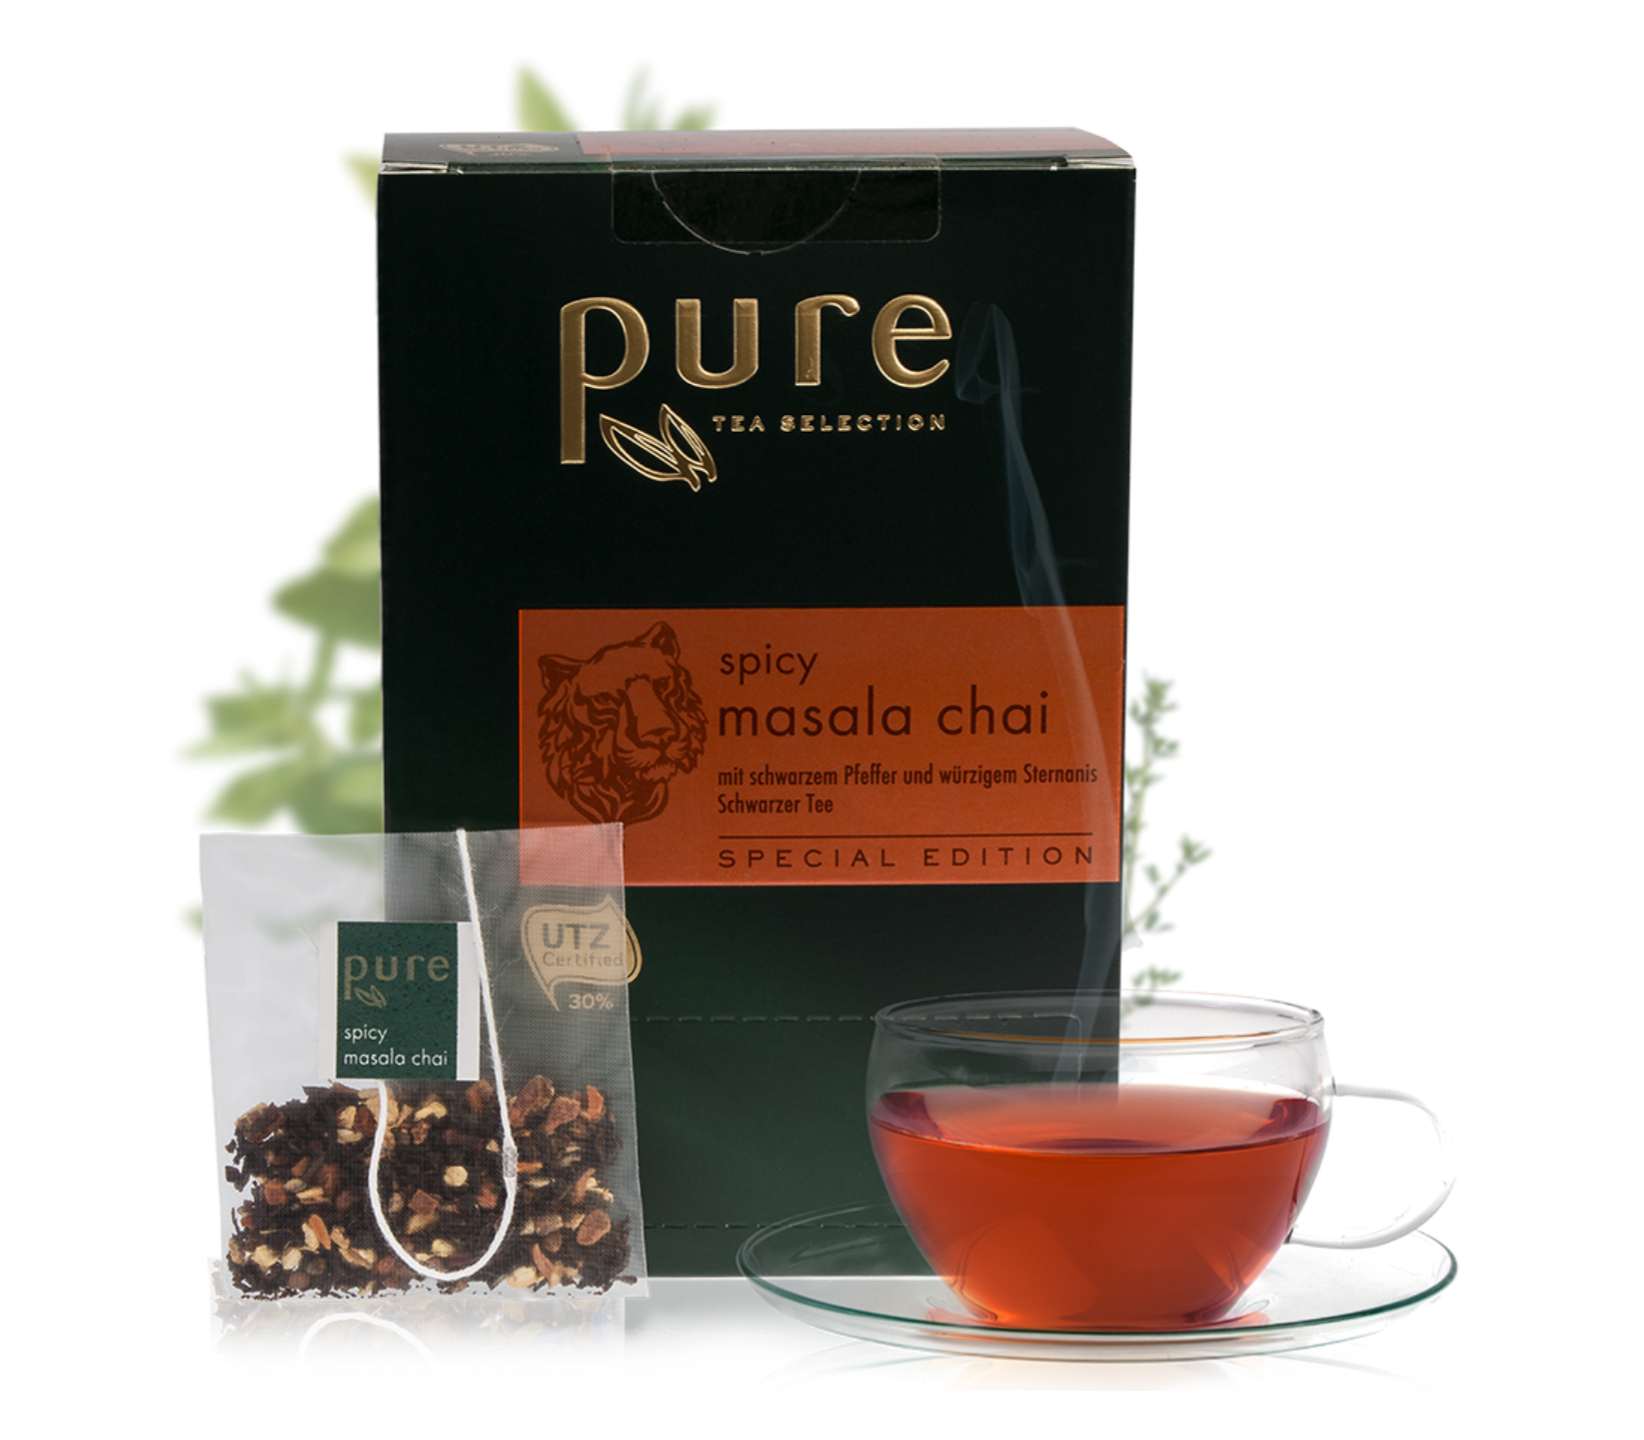 pure
TEA SELECTION
spicy
masala chai
mit schwarzem Pfeffer und würzigem Sternanis
Schwarzer Tee
SPECIAL EDITION
UTZ
Certified
30%
pure
spicy
masala chai